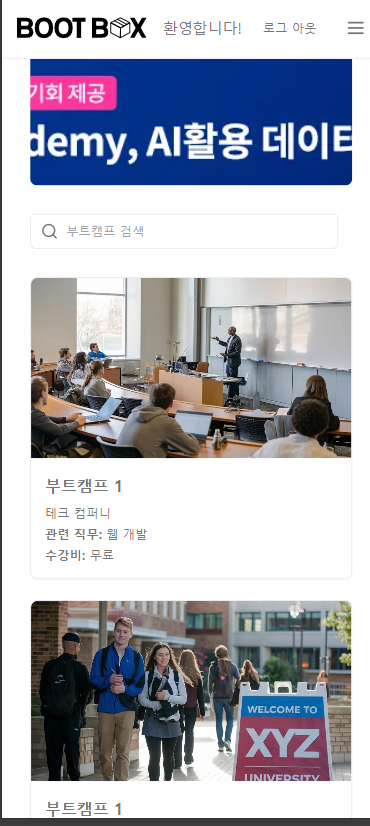 BOOT BOX 환영합니다! 로그 아웃
기회 제공
demy, AI활용 데이터
부트캠프 검색
부트캠프 1
테크 컴퍼니
관련 직무: 웹 개발
수강비: 무료
WELCOME TO
XYZ
UNIVERSITY
부트캠프 1